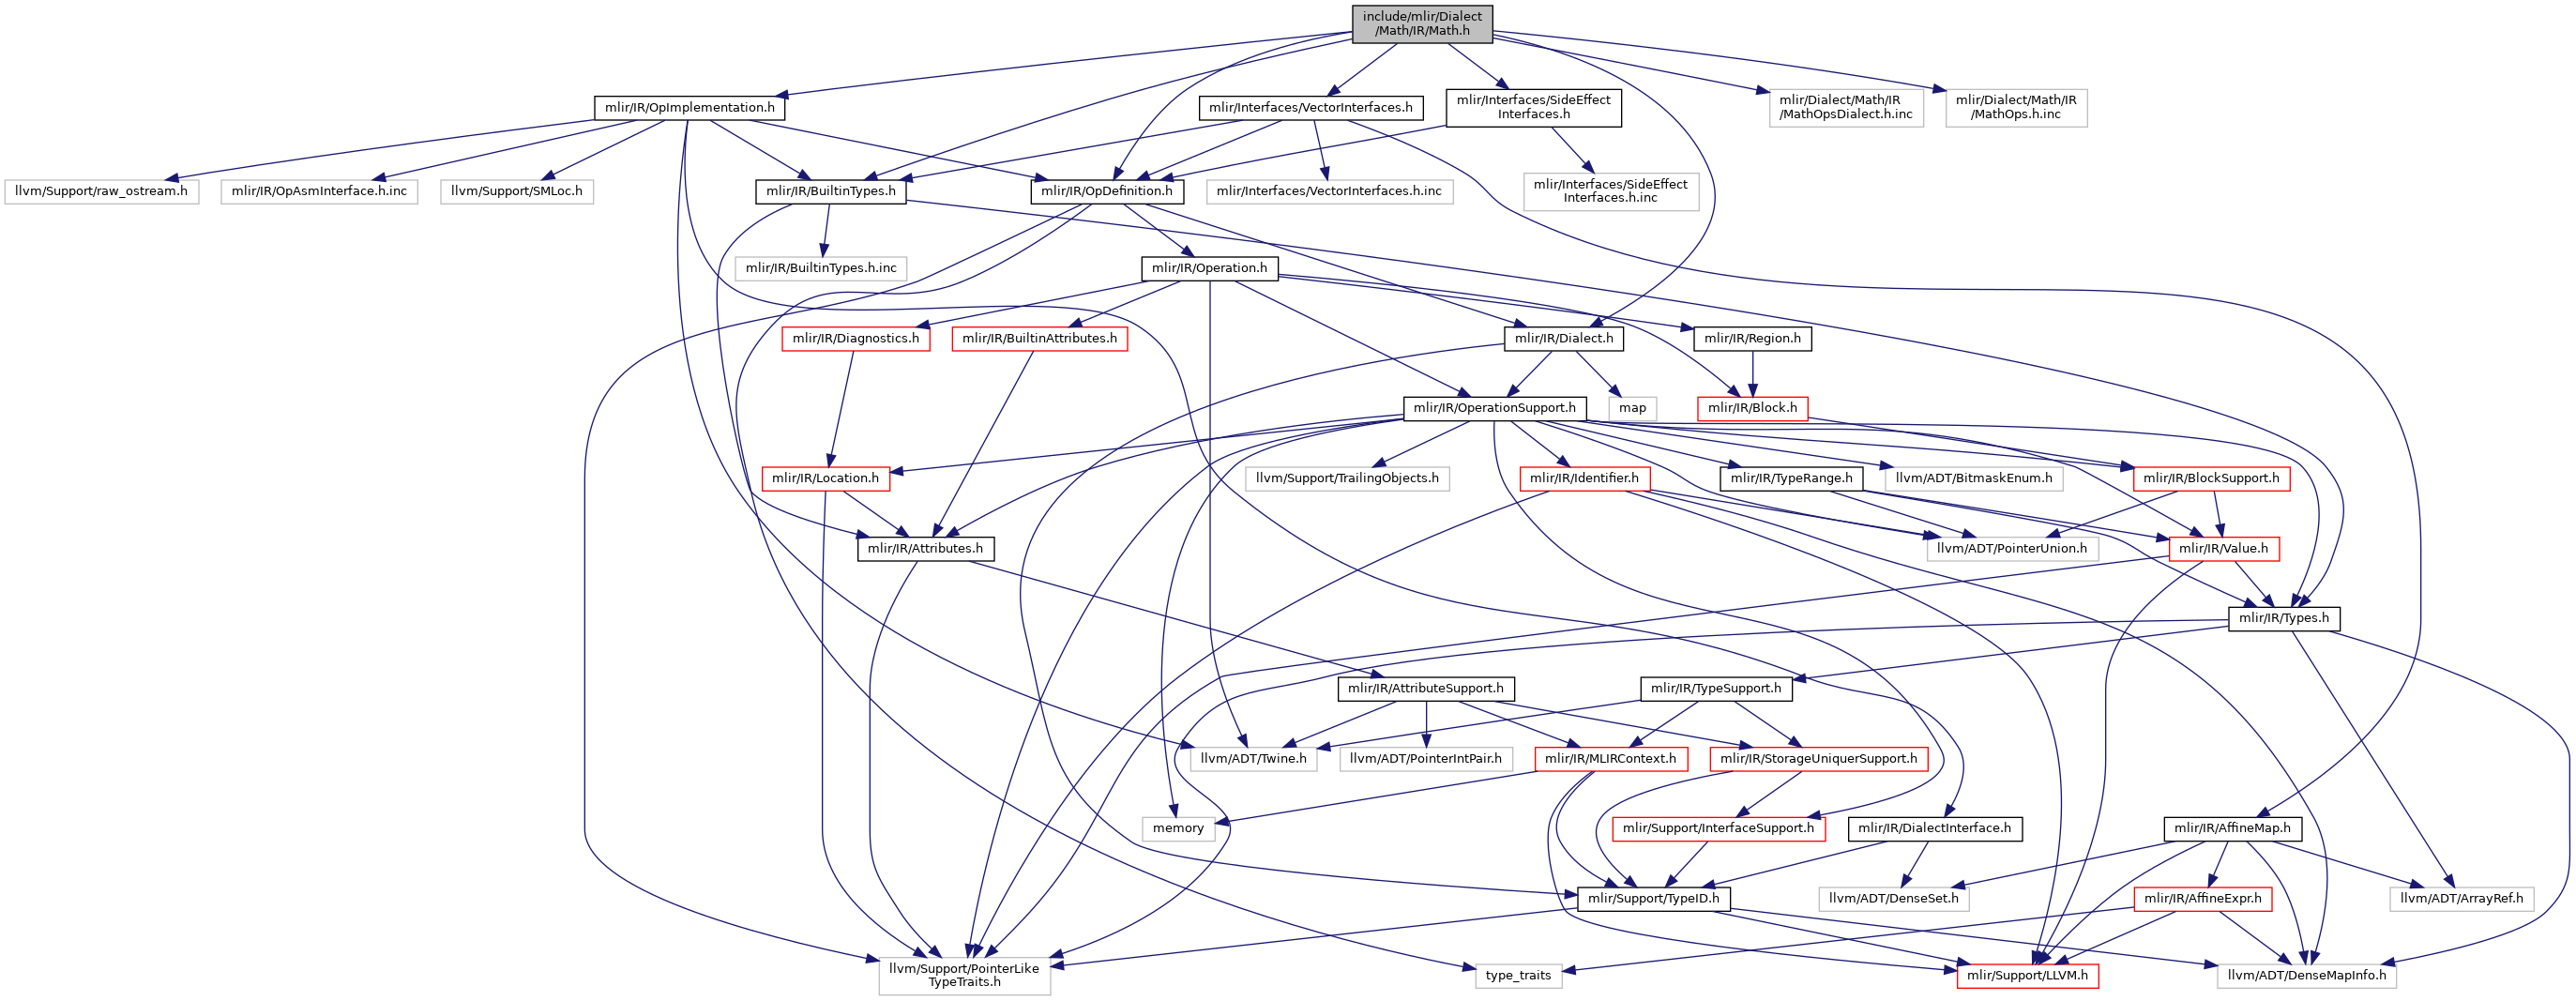 include/mlir/Dialect
/Math/IR/Math.h
mlir/IR/OpImplementation.h
mlir/Interfaces/VectorInterfaces.h
mlir/Interfaces/SideEffect
Interfaces.h
mlir/Dialect/Math/IR
/MathOpsDialect.h.inc
mlir/Dialect/Math/IR
/MathOps.h.inc
llvm/Support/raw_ostream.h
mlir/IR/OpAsmInterface.h.inc
llvm/Support/SMLoc.h
mlir/IR/BuiltinTypes.h
mlir/IR/OpDefinition.h
mlir/Interfaces/VectorInterfaces.h.inc
mlir/Interfaces/SideEffect
Interfaces.h.inc
mlir/IR/BuiltinTypes.h.inc
mlir/IR/Operation.h
mlir/IR/Diagnostics.h
mlir/IR/BuiltinAttributes.h
mlir/IR/Dialect.h
mlir/IR/Region.h
mlir/IR/OperationSupport.h
map
mlir/IR/Block.h
mlir/IR/Location.h
llvm/Support/TrailingObjects.h
mlir/IR/Identifier.h
mlir/IR/TypeRange.h
llvm/ADT/BitmaskEnum.h
mlir/IR/BlockSupport.h
mlir/IR/Attributes.h
llvm/ADT/PointerUnion.h
mlir/IR/Value.h
mlir/IR/Types.h
mlir/IR/AttributeSupport.h
mlir/IR/TypeSupport.h
llvm/ADT/Twine.h
llvm/ADT/PointerIntPair.h
mlir/IR/MLIRContext.h
mlir/IR/StorageUniquerSupport.h
memory
mlir/Support/InterfaceSupport.h
mlir/IR/DialectInterface.h
mlir/IR/AffineMap.h
mlir/Support/TypeID.h
llvm/ADT/DenseSet.h
mlir/IR/AffineExpr.h
llvm/ADT/ArrayRef.h
llvm/Support/PointerLike
TypeTraits.h
type_traits
mlir/Support/LLVM.h
llvm/ADT/DenseMapInfo.h